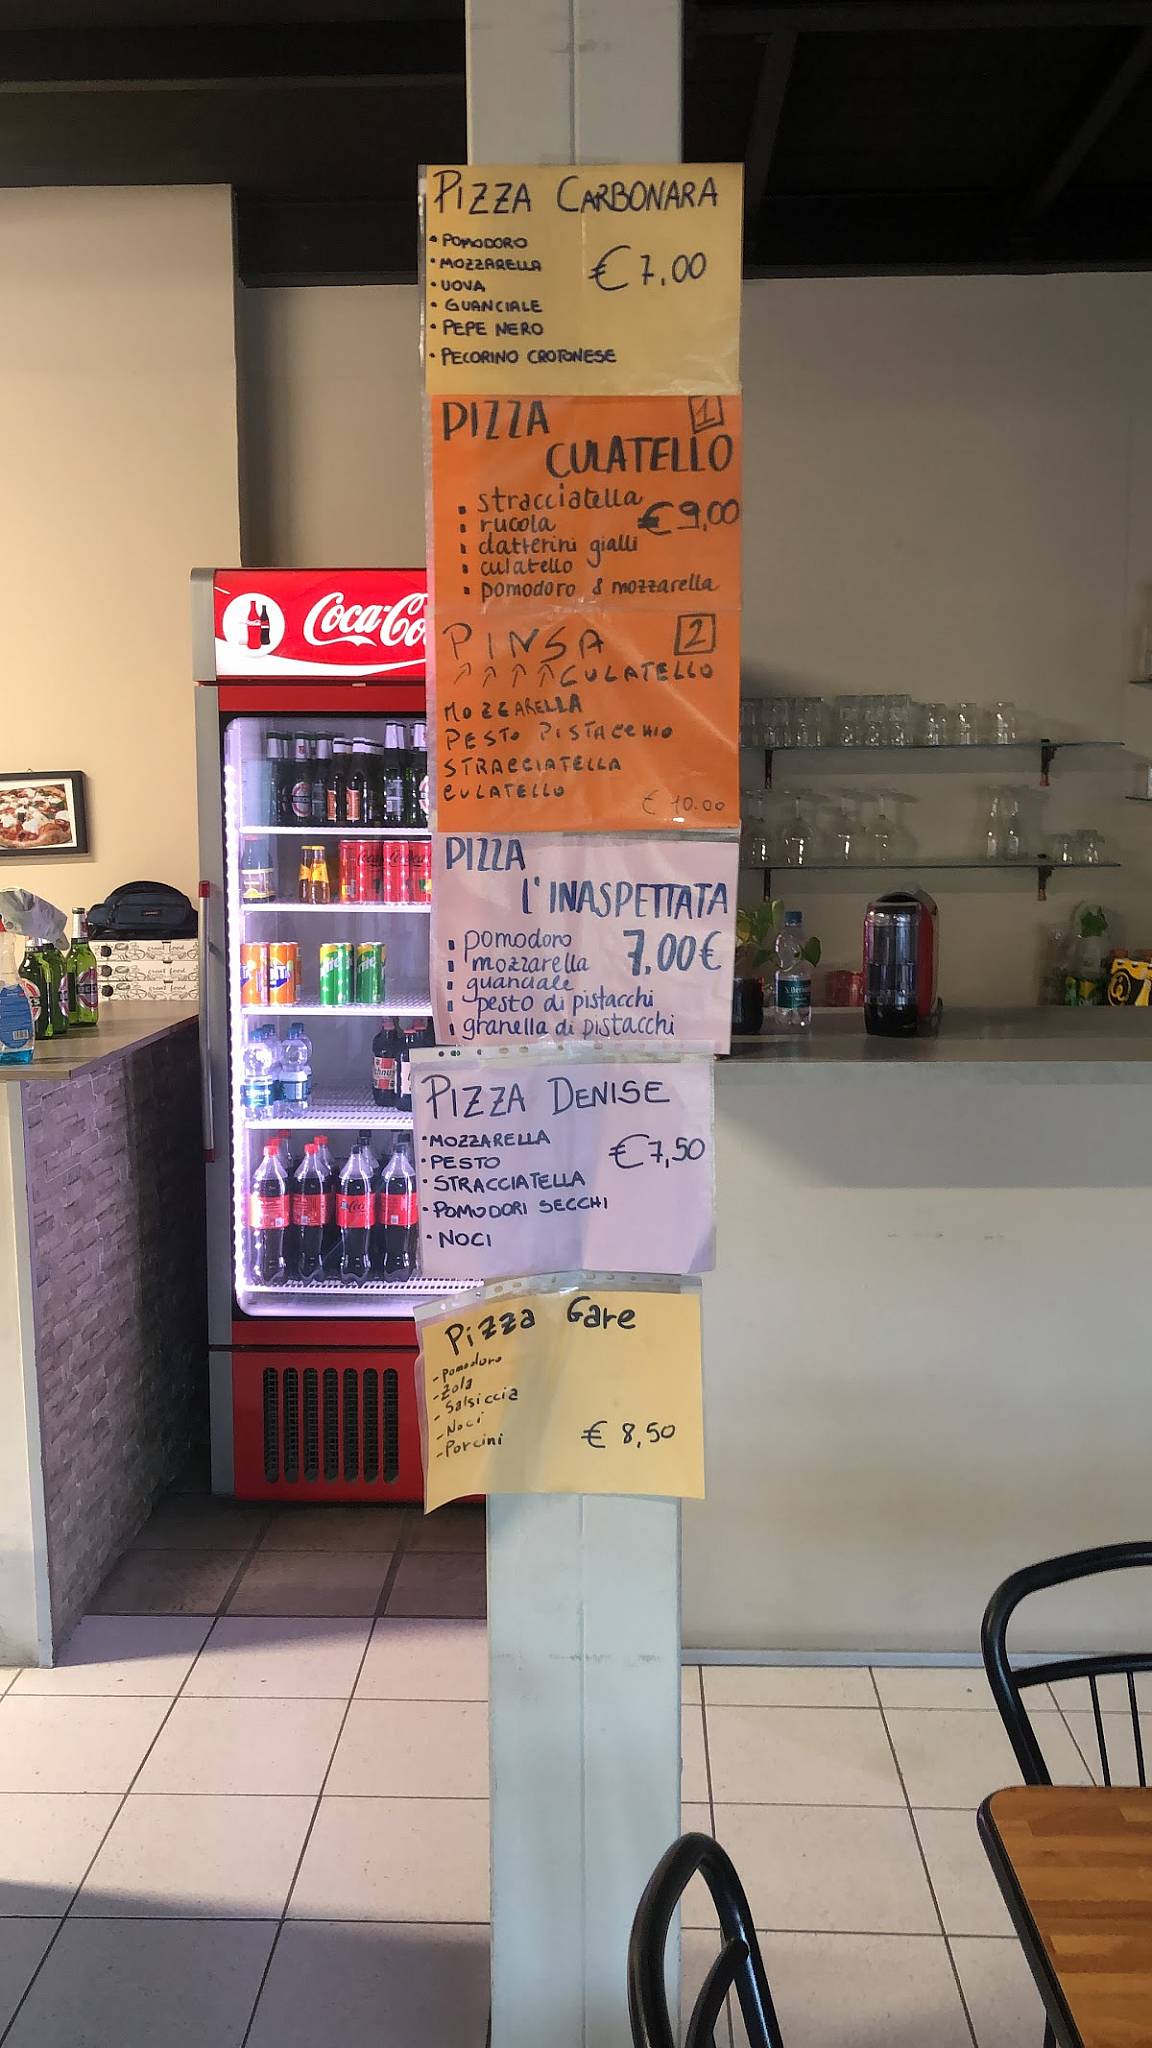 PIZZA CARBONARA
• POMODORO
• MOZZARELLA
• UOVA
• GUANCIALE
• PEPE NERO
• PECORINO CROTONESE
€ 7,00
PIZZA 1
CULATELLO
stracciatella
rucola
datterini gialli
culatello
pomodoro & mozzarella
€ 9,00
PINSA 2
CULATELLO
MOZZARELLA
PESTO PISTACCHIO
STRACCIATELLA
CULATELLO
€ 10.00
PIZZA
L'INASPETTATA
pomodoro
mozzarella
guanciale
pesto di pistacchi
granella di pistacchi
7,00 €
PIZZA DENISE
• MOZZARELLA
• PESTO
• STRACCIATELLA
• POMODORI SECCHI
• NOCI
€ 7,50
Pizza Gare
- Pomodoro
- Zola
- Salsiccia
- Noci
- Porcini
€ 8,50
Coca-Co